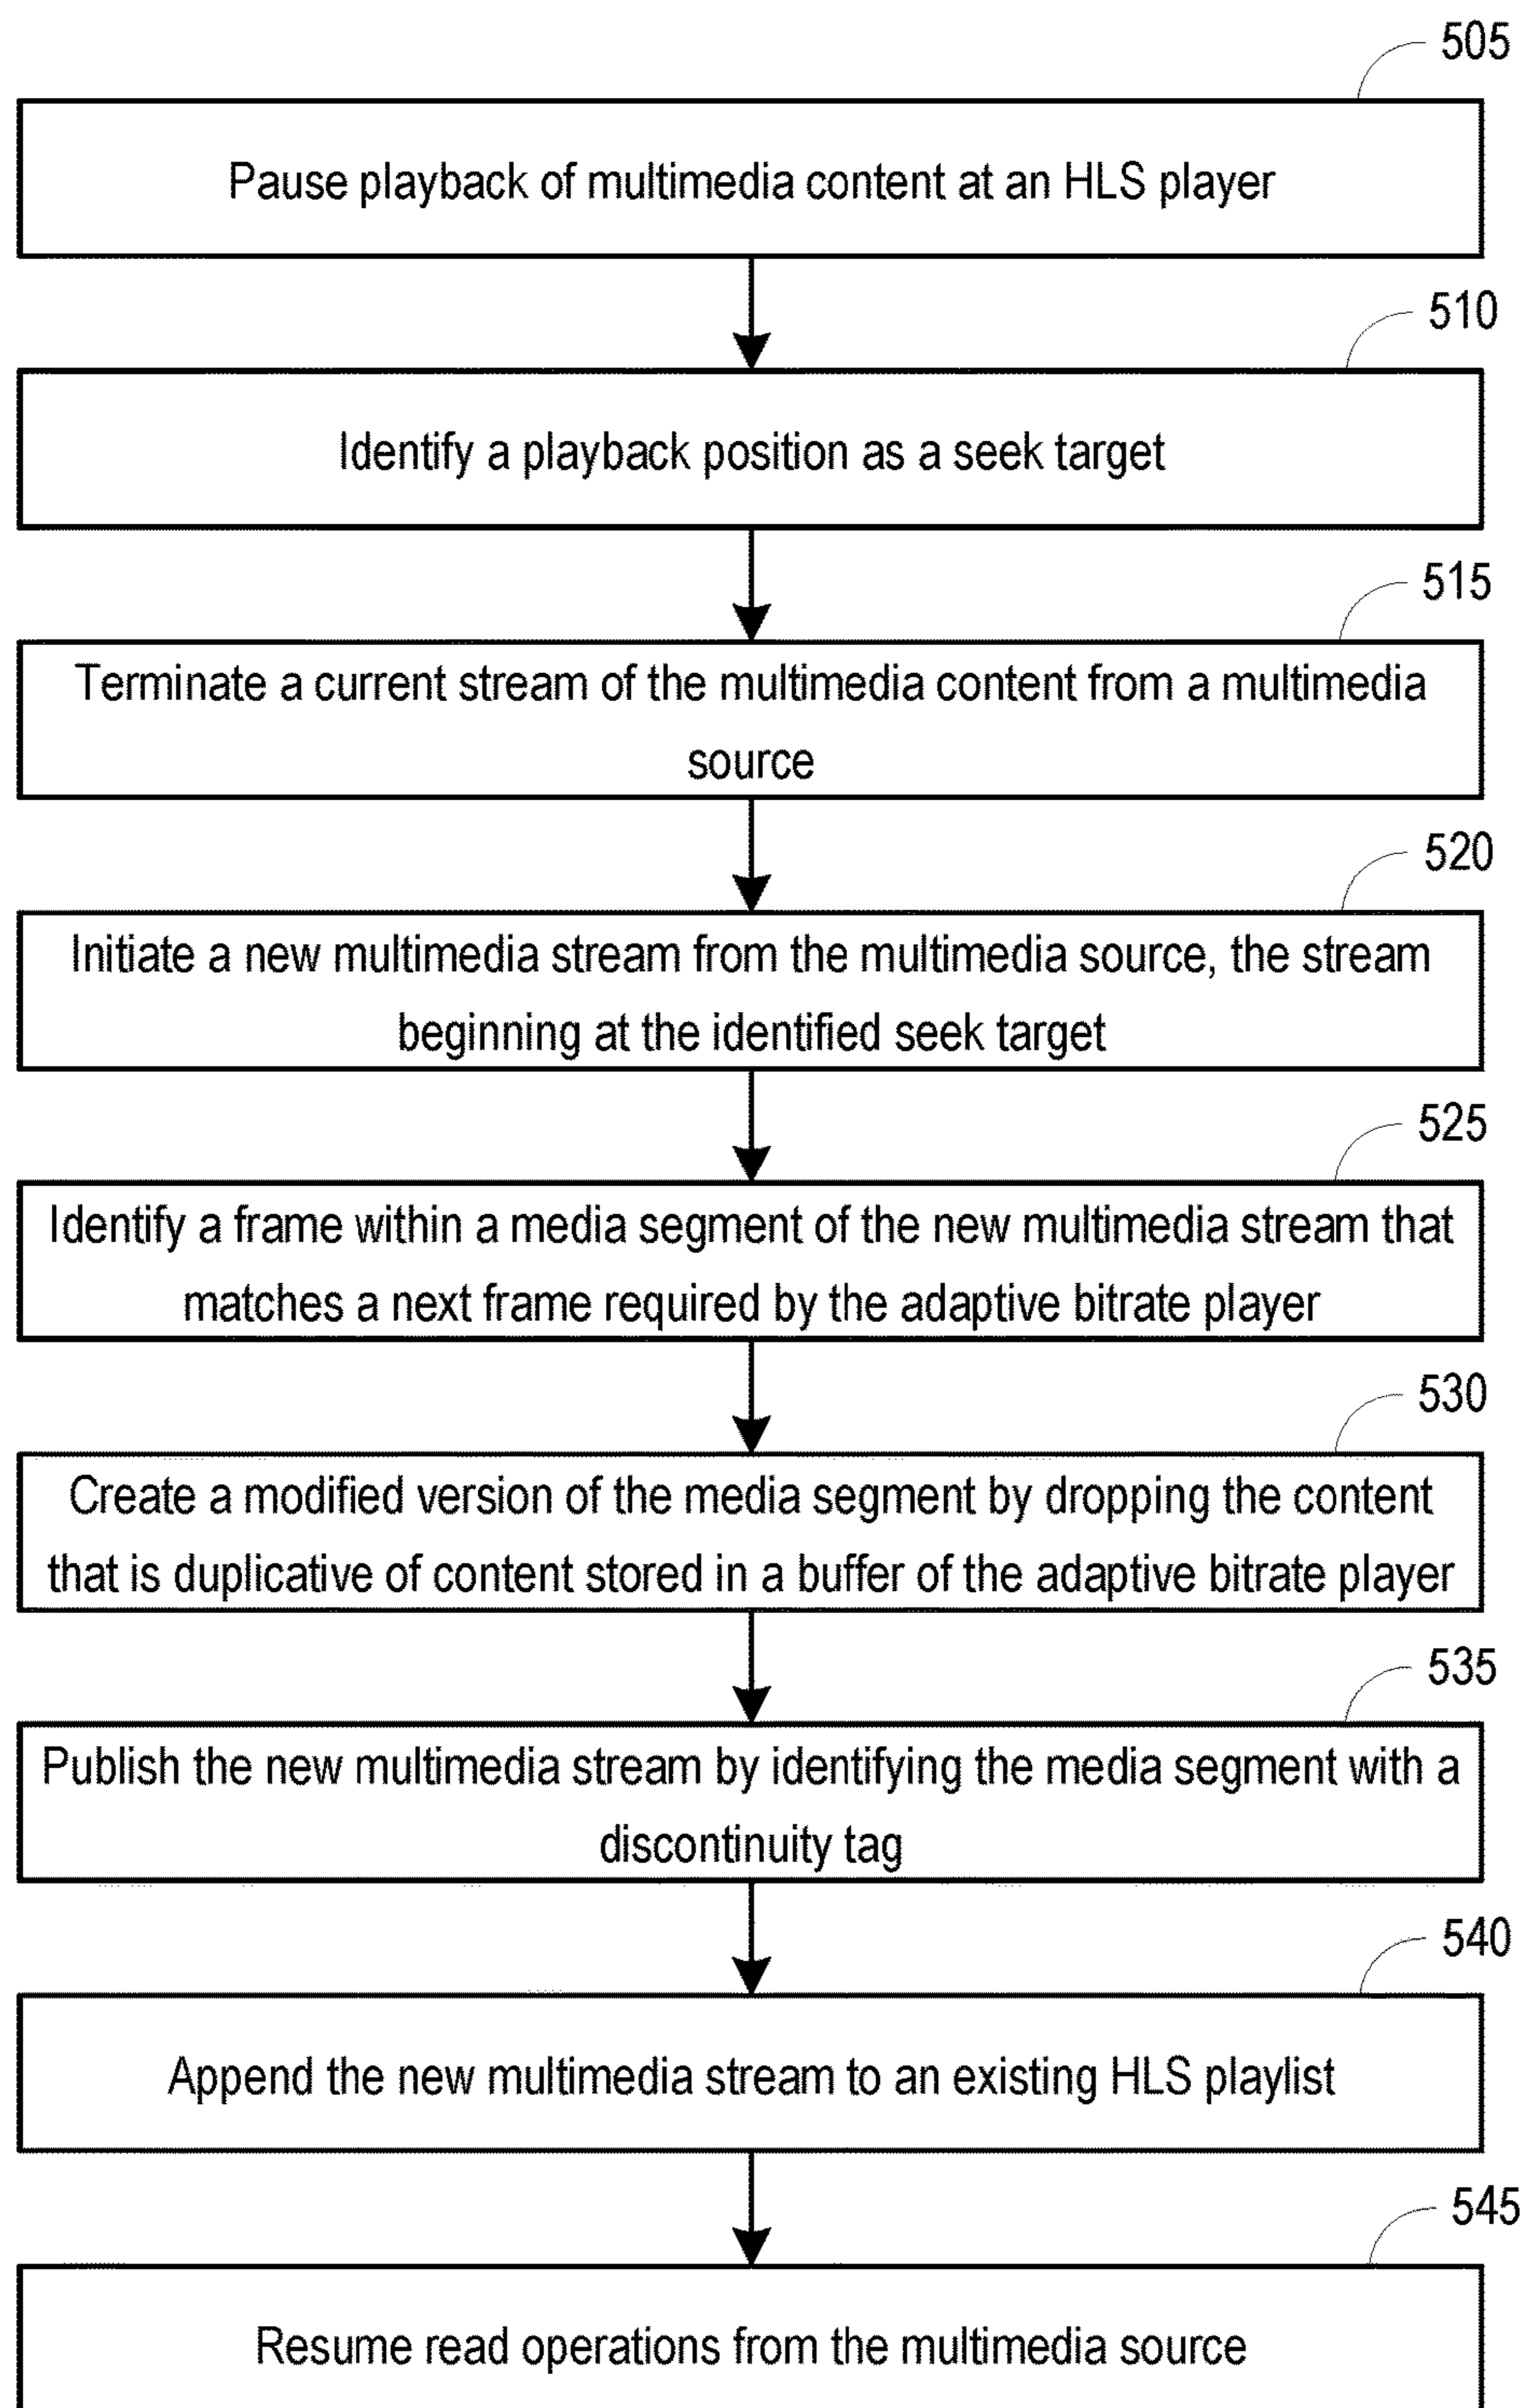 505
Pause playback of multimedia content at an HLS player
510
Identify a playback position as a seek target
515
Terminate a current stream of the multimedia content from a multimedia
source
520
Initiate a new multimedia stream from the multimedia source, the stream
beginning at the identified seek target
525
Identify a frame within a media segment of the new multimedia stream that
matches a next frame required by the adaptive bitrate player
530
Create a modified version of the media segment by dropping the content
that is duplicative of content stored in a buffer of the adaptive bitrate player
535
Publish the new multimedia stream by identifying the media segment with a
discontinuity tag
540
Append the new multimedia stream to an existing HLS playlist
545
Resume read operations from the multimedia source